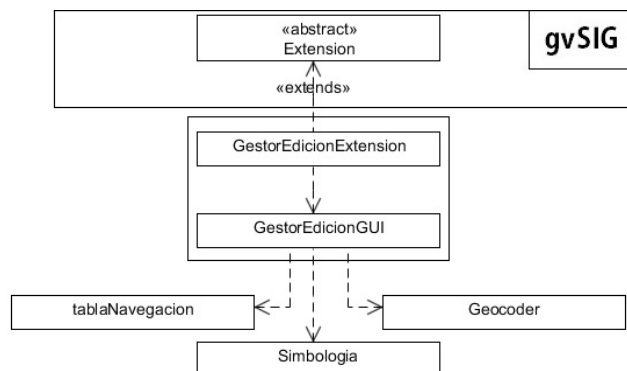 «abstract»
Extension
gvSIG
«extends»
GestorEdicionExtension
GestorEdicionGUI
tablaNavegacion
Geocoder
Simbologia